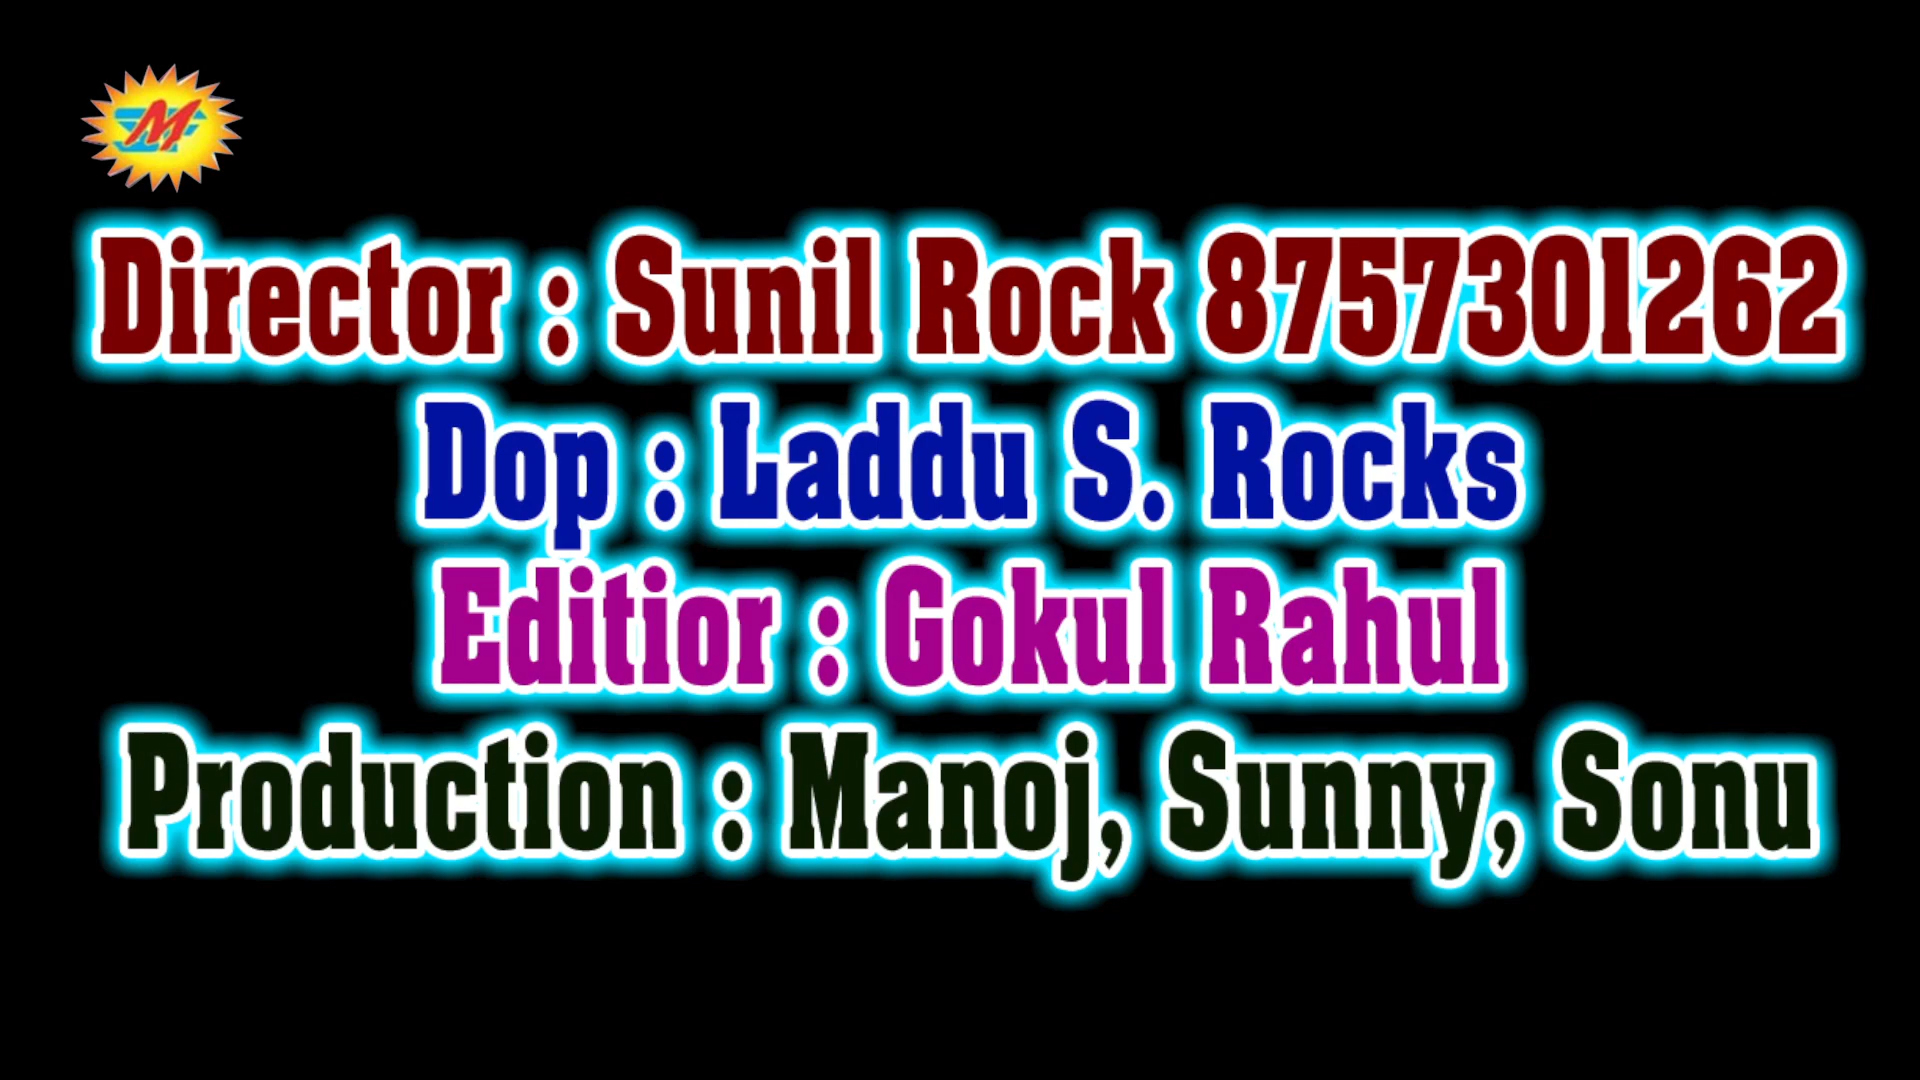 M
Director : Sunil Rock 8757301262
Dop : Laddu S. Rocks
Editior : Gokul Rahul
Production : Manoj, Sunny, Sonu